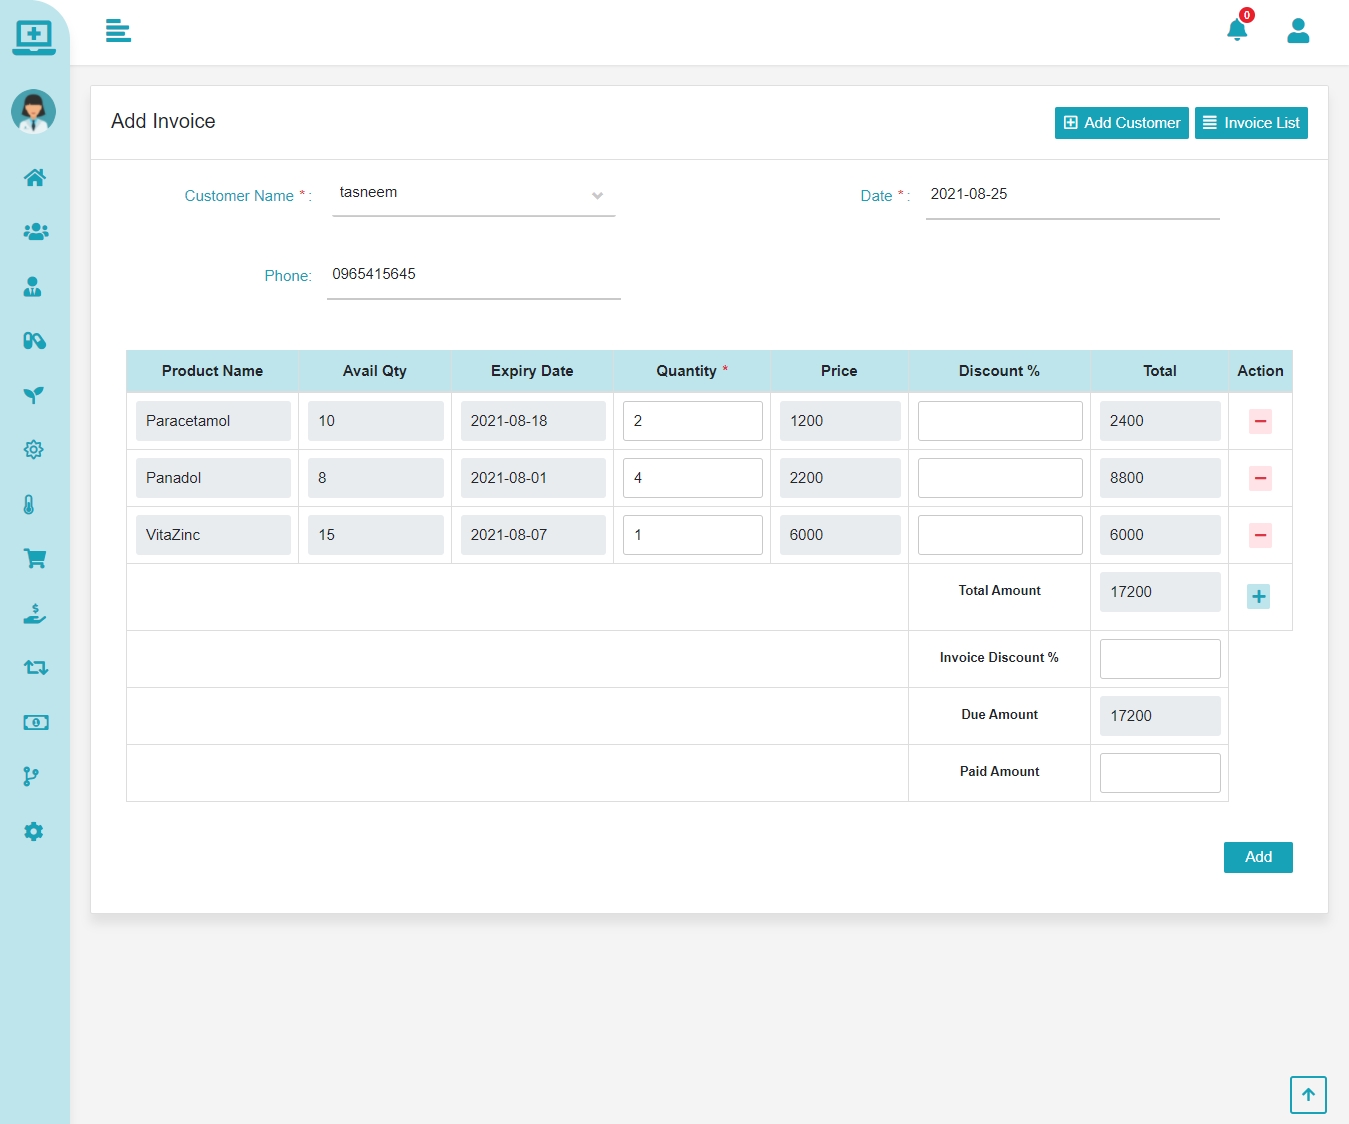 0
Add Invoice
Add Customer
Invoice List
Customer Name * :
tasneem
Date * :
2021-08-25
Phone:
0965415645
Product Name Avail Qty Expiry Date Quantity * Price Discount % Total Action
Paracetamol 10 2021-08-18 2 1200 2400
Panadol 8 2021-08-01 4 2200 8800
VitaZinc 15 2021-08-07 1 6000 6000
Total Amount 17200
Invoice Discount %
Due Amount 17200
Paid Amount
Add